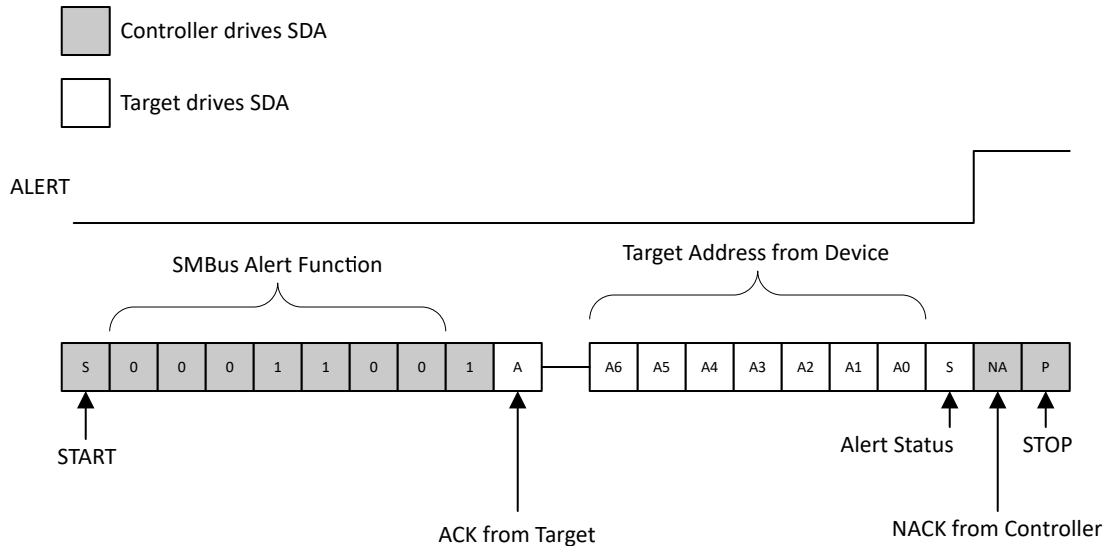 Controller drives SDA
Target drives SDA
ALERT
SMBus Alert Function
Target Address from Device
S 0 0 0 1 1 0 0 1 A A6 A5 A4 A3 A2 A1 A0 S NA P
START
Alert Status
STOP
ACK from Target
NACK from Controller